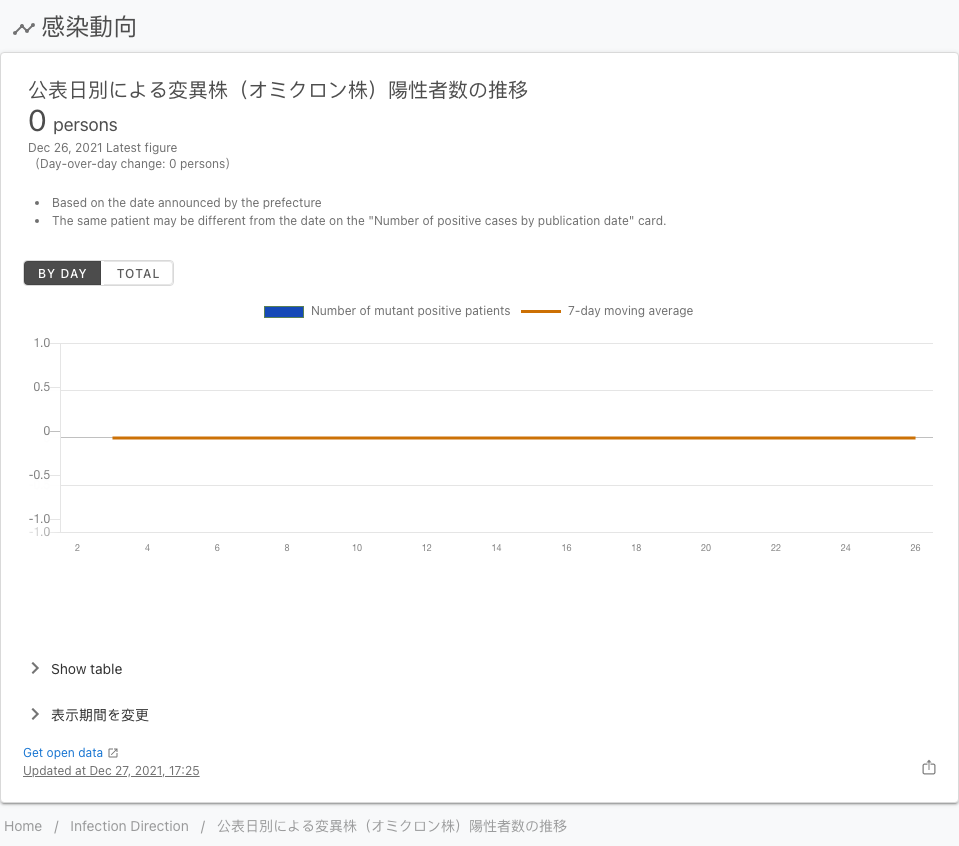 感染動向
公表日別による変異株（オミクロン株）陽性者数の推移
0 persons
Dec 26, 2021 Latest figure
（Day-over-day change: 0 persons）
• Based on the date announced by the prefecture
• The same patient may be different from the date on the "Number of positive cases by publication date" card.
BY DAY TOTAL
Number of mutant positive patients 7-day moving average
1.0
0.5
0
-0.5
-1.0
-1.0
2 4 6 8 10 12 14 16 18 20 22 24 26
Show table
表示期間を変更
Get open data
Updated at Dec 27, 2021, 17:25
Home / Infection Direction / 公表日別による変異株（オミクロン株）陽性者数の推移